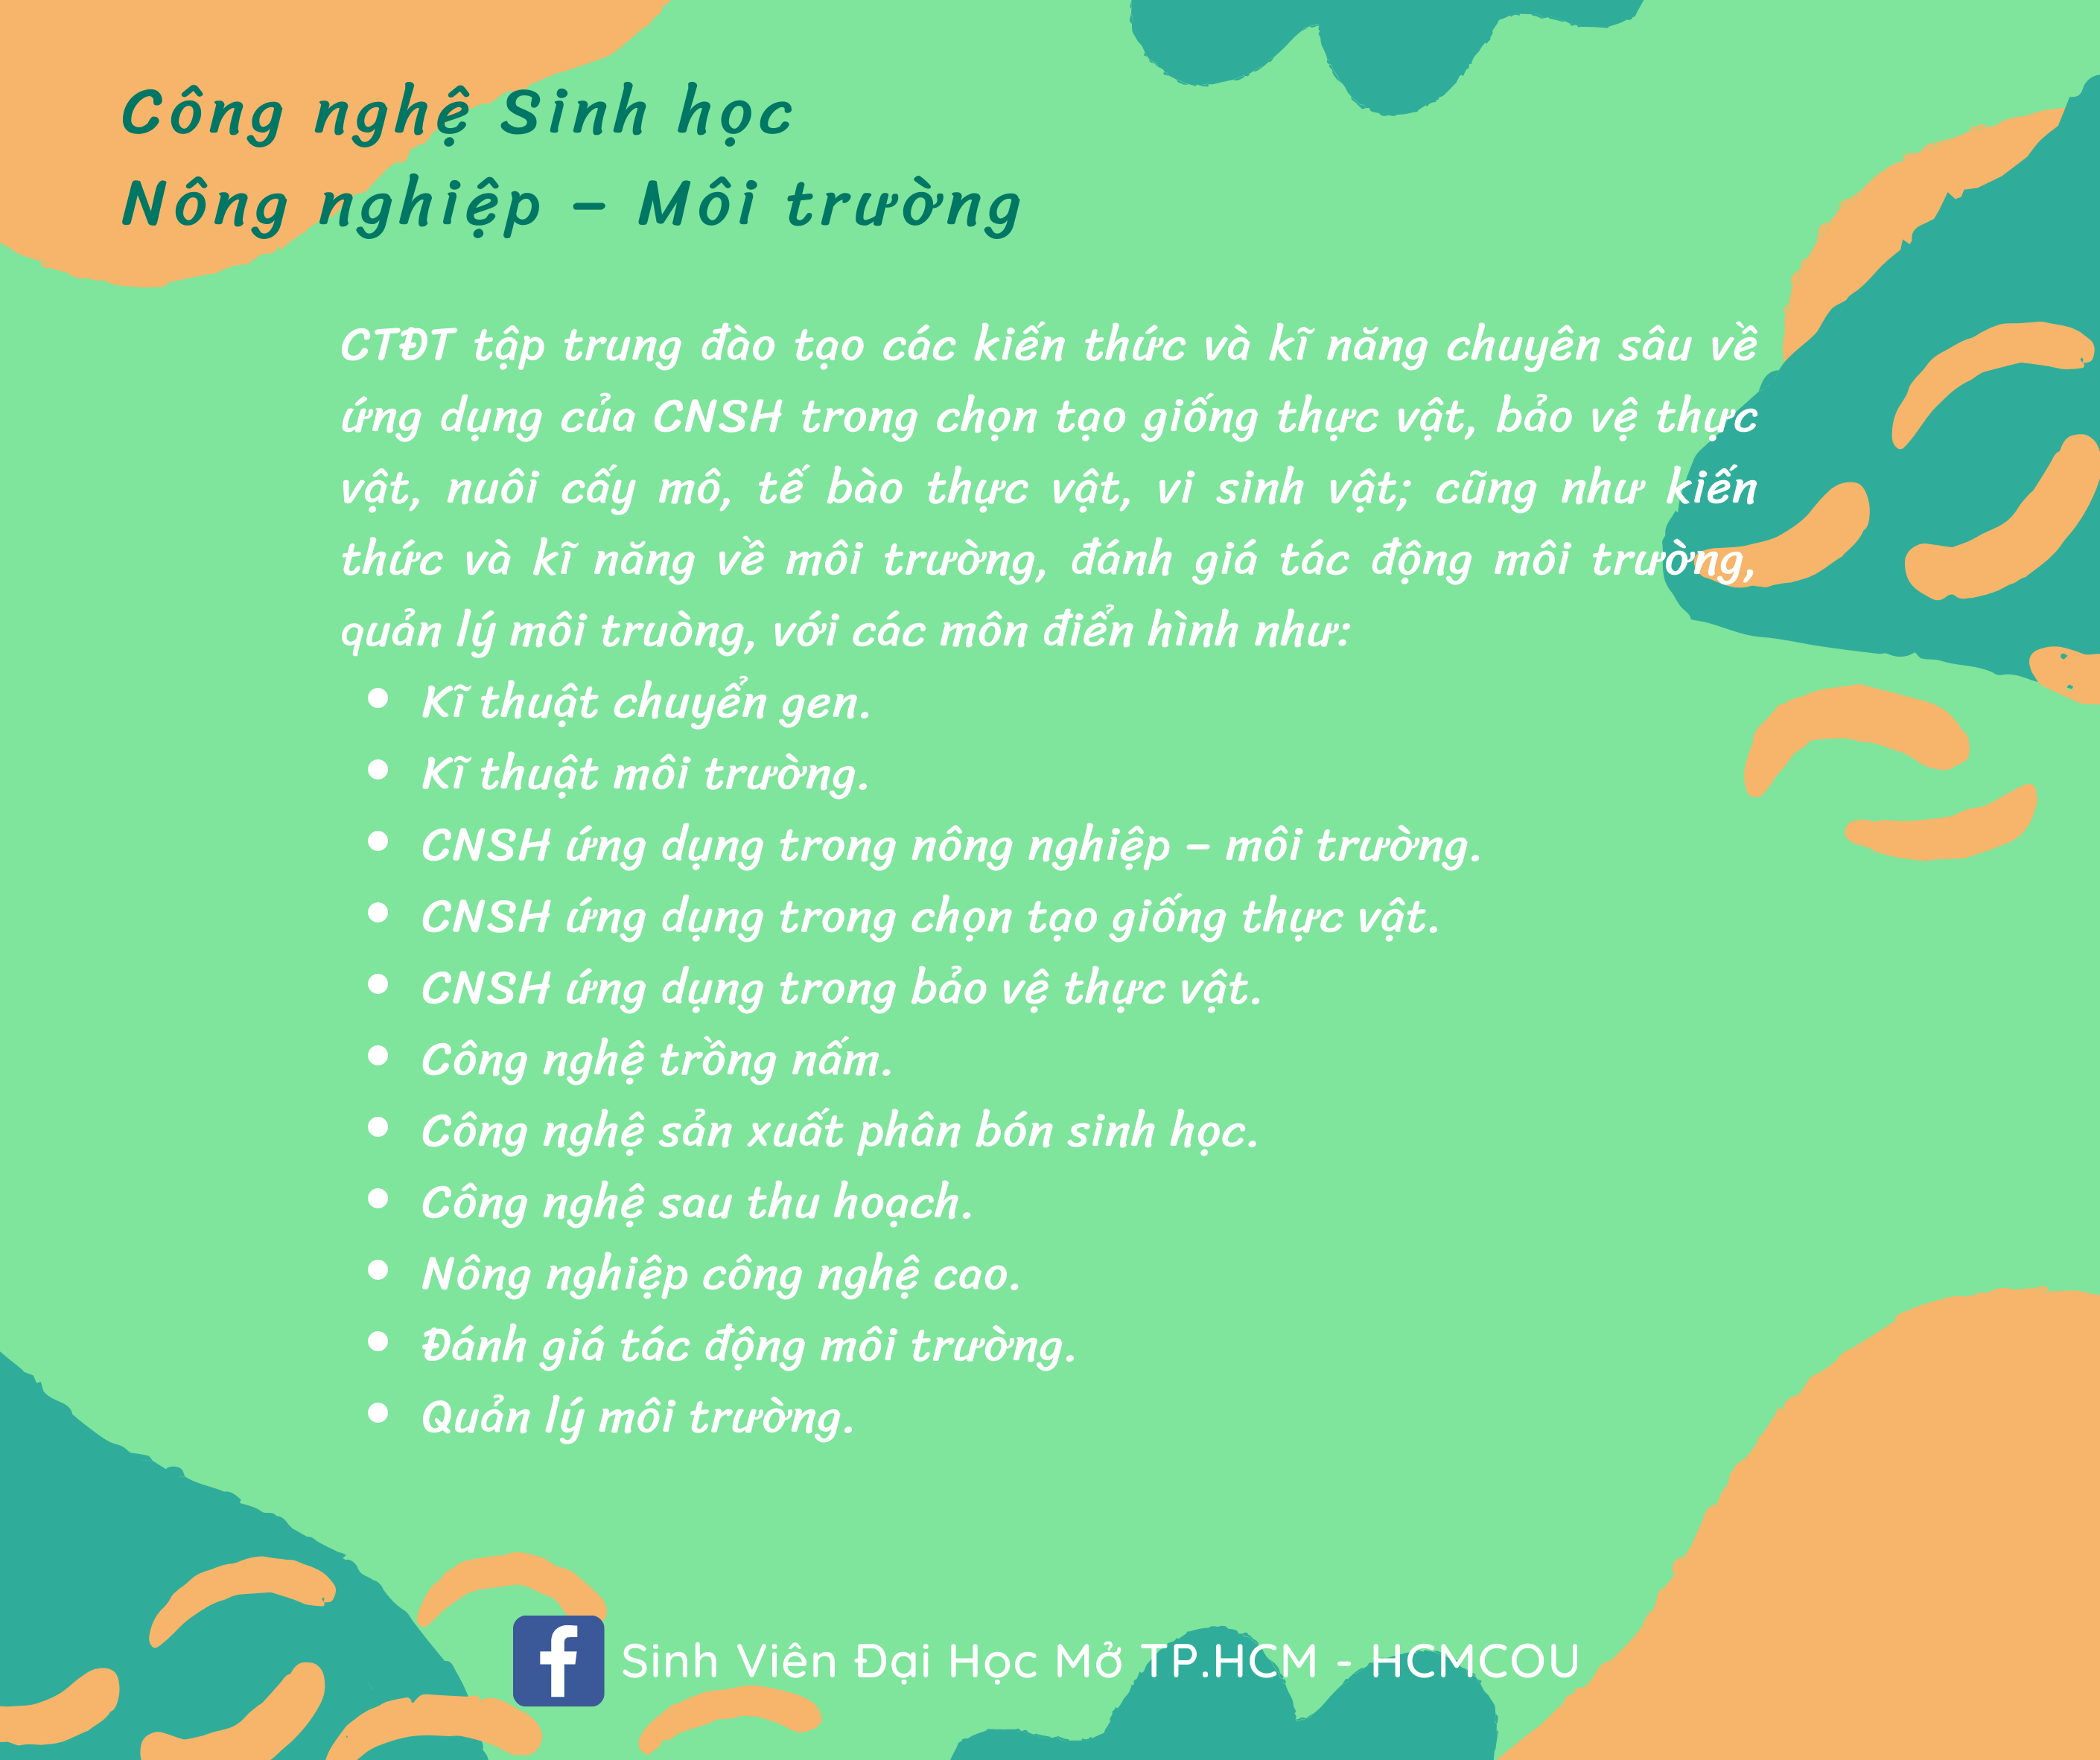 Công nghệ Sinh học
Nông nghiệp - Môi trường
CTĐT tập trung đào tạo các kiến thức và kĩ năng chuyên sâu về
ứng dụng của CNSH trong chọn tạo giống thực vật, bảo vệ thực
vật, nuôi cấy mô, tế bào thực vật, vi sinh vật; cũng như kiến
thức và kĩ năng về môi trường, đánh giá tác động môi trường,
quản lý môi trường, với các môn điển hình như:
• Kĩ thuật chuyển gen.
• Kĩ thuật môi trường.
• CNSH ứng dụng trong nông nghiệp – môi trường.
• CNSH ứng dụng trong chọn tạo giống thực vật.
• CNSH ứng dụng trong bảo vệ thực vật.
• Công nghệ trồng nấm.
• Công nghệ sản xuất phân bón sinh học.
• Công nghệ sau thu hoạch.
• Nông nghiệp công nghệ cao.
• Đánh giá tác động môi trường.
• Quản lý môi trường.
Sinh Viên Đại Học Mở TP.HCM - HCMCOU